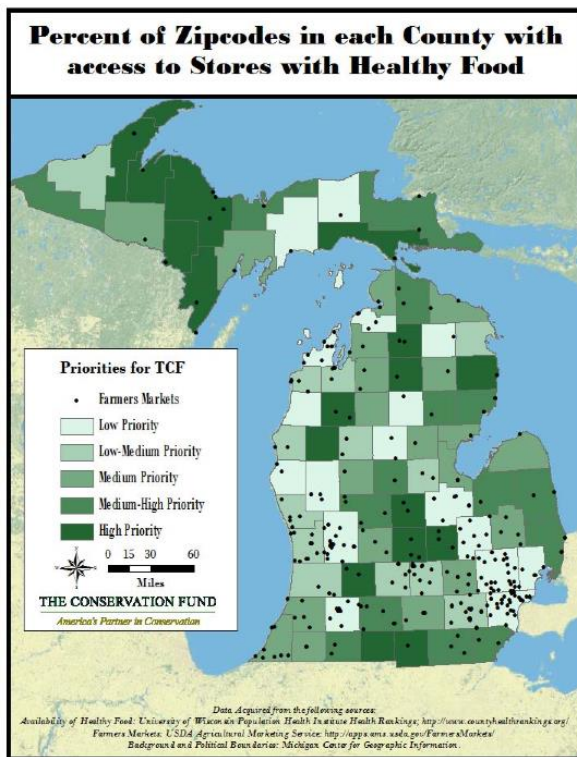 Percent of Zipcodes in each County with
access to Stores with Healthy Food
Priorities for TCF
Farmers Markets
Low Priority
Low-Medium Priority
Medium Priority
Medium-High Priority
High Priority
N
W E
S
0 15 30 60
Miles
THE CONSERVATION FUND
America's Partner in Conservation
Data Acquired from the following sources:
Availability of Healthy Food: University of Wisconsin Population Health Institute Health Rankings; http://www.countyhealthrankings.org/
Farmers Markets: USDA Agricultural Marketing Service: http://apps.ams.usda.gov/FarmersMarkets/
Background and Political Boundaries: Michigan Center for Geographic Information.